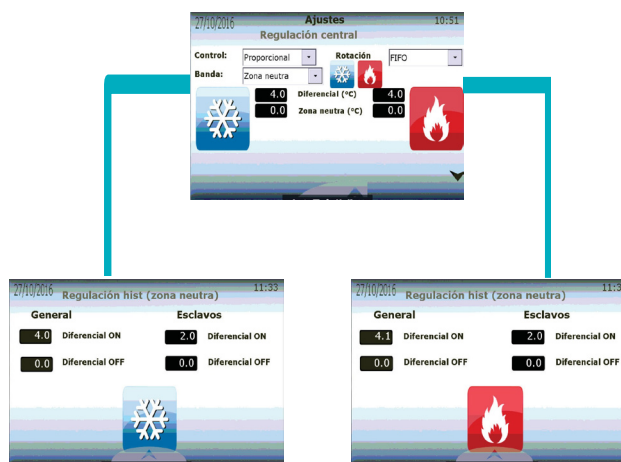 27/10/2016 Ajustes 10:51
Regulación central
Control: Proporcional Rotación FIFO
Banda: Zona neutra
4.0 Diferencial (°C) 4.0
0.0 Zona neutra (°C) 0.0
27/10/2016 Regulación hist (zona neutra) 11:33
General Esclavos
4.0 Diferencial ON 2.0 Diferencial ON
0.0 Diferencial OFF 0.0 Diferencial OFF
27/10/2016 Regulación hist (zona neutra) 11:3
General Esclavos
4.1 Diferencial ON 2.0 Diferencial ON
0.0 Diferencial OFF 0.0 Diferencial OFF